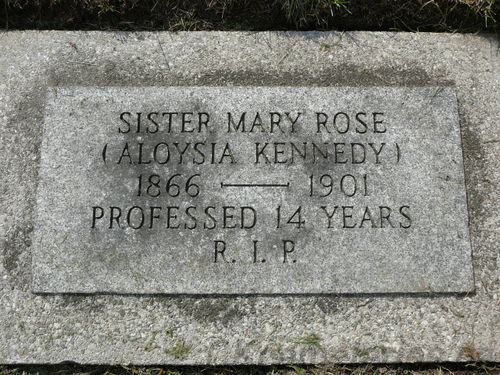 SISTER MARY ROSE
(ALOYSIA KENNEDY)
1866 — 1901
PROFESSED 14 YEARS
R. I. P.